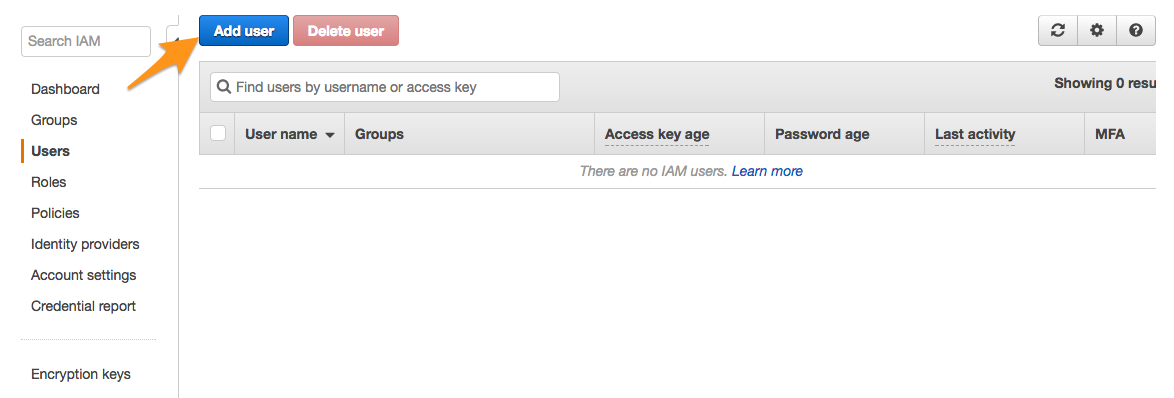 Search IAM
Dashboard
Groups
Users
Roles
Policies
Identity providers
Account settings
Credential report
Encryption keys
Add user Delete user
Find users by username or access key
Showing 0 resu
User name Groups Access key age Password age Last activity MFA
There are no IAM users. Learn more